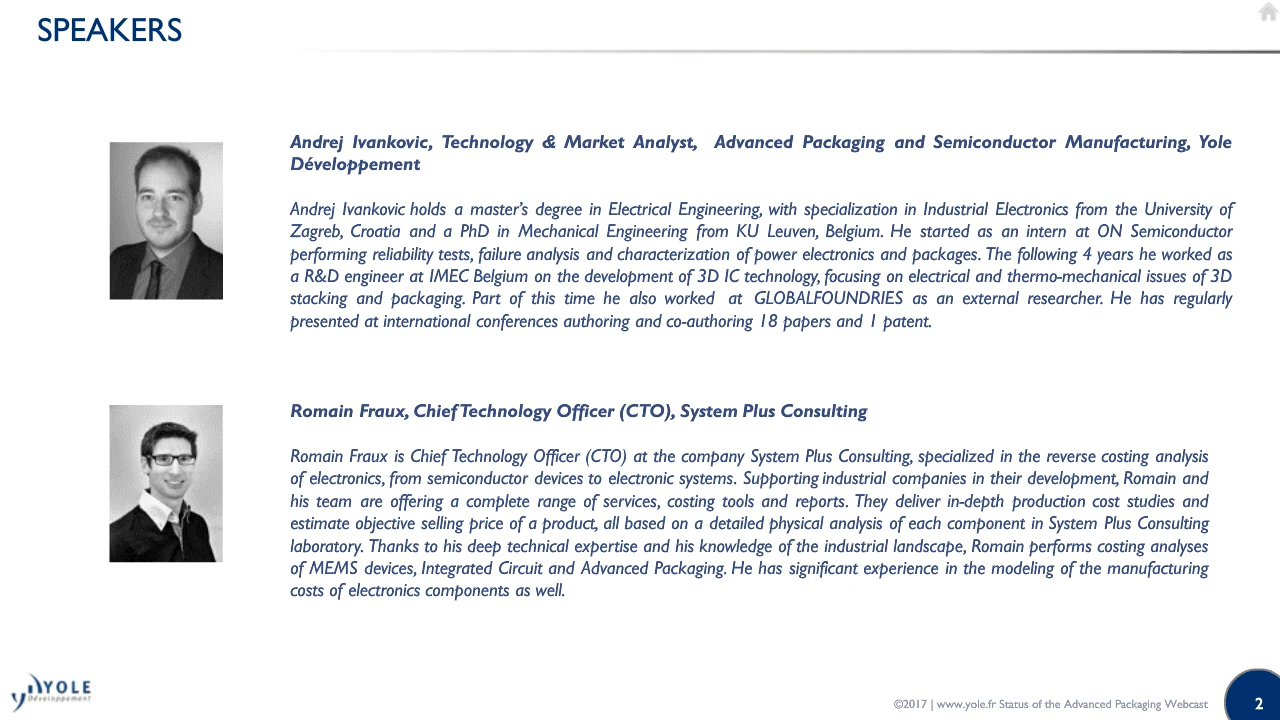 SPEAKERS
Andrej Ivankovic, Technology & Market Analyst, Advanced Packaging and Semiconductor Manufacturing, Yole
Développement
Andrej Ivankovic holds a master's degree in Electrical Engineering, with specialization in Industrial Electronics from the University of
Zagreb, Croatia and a PhD in Mechanical Engineering from KU Leuven, Belgium. He started as an intern at ON Semiconductor
performing reliability tests, failure analysis and characterization of power electronics and packages. The following 4 years he worked as
a R&D engineer at IMEC Belgium on the development of 3D IC technology, focusing on electrical and thermo-mechanical issues of 3D
stacking and packaging. Part of this time he also worked at GLOBALFOUNDRIES as an external researcher. He has regularly
presented at international conferences authoring and co-authoring 18 papers and 1 patent.
Romain Fraux, Chief Technology Officer (CTO), System Plus Consulting
Romain Fraux is Chief Technology Officer (CTO) at the company System Plus Consulting, specialized in the reverse costing analysis
of electronics, from semiconductor devices to electronic systems. Supporting industrial companies in their development, Romain and
his team are offering a complete range of services, costing tools and reports. They deliver in-depth production cost studies and
estimate objective selling price of a product, all based on a detailed physical analysis of each component in System Plus Consulting
laboratory. Thanks to his deep technical expertise and his knowledge of the industrial landscape, Romain performs costing analyses
of MEMS devices, Integrated Circuit and Advanced Packaging. He has significant experience in the modeling of the manufacturing
costs of electronics components as well.
YOLE
Développement
©2017 | www.yole.fr Status of the Advanced Packaging Webcast
2